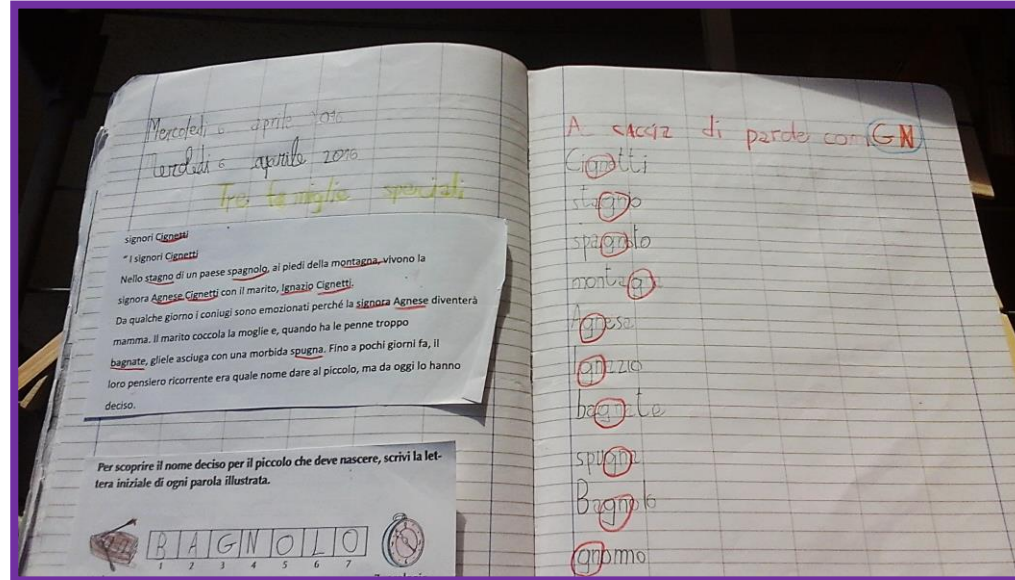 Mercoledì 6 aprile 2016
Mercoledì 6 aprile 2016
Tre famiglie speciali
signori Cignetti
" I signori Cignetti
Nello stagno di un paese spagnolo, ai piedi della montagna, vivono la
signora Agnese Cignetti con il marito, Ignazio Cignetti.
Da qualche giorno i coniugi sono emozionati perché la signora Agnese diventerà
mamma. Il marito coccola la moglie e, quando ha le penne troppo
bagnate, gliele asciuga con una morbida spugna. Fino a pochi giorni fa, il
loro pensiero ricorrente era quale nome dare al piccolo, ma da oggi lo hanno
deciso.
Per scoprire il nome deciso per il piccolo che deve nascere, scrivi la let-
tera iniziale di ogni parola illustrata.
B A G N O L O
1 2 3 4 5 6 7
A caccia di parole con GN
Cignetti
stagno
spagnolo
montagna
Agnese
Ignazio
bagnate
spugna
Bagnolo
gnommo